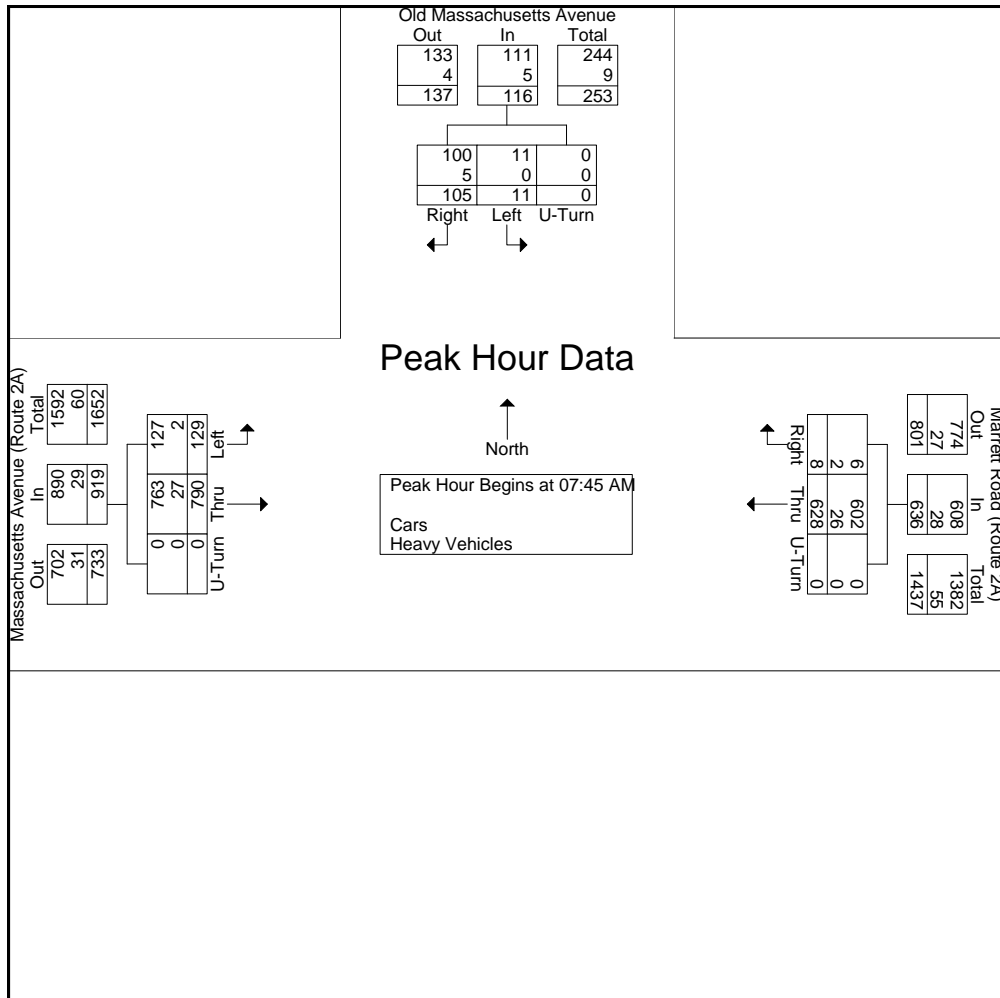 Old Massachusetts Avenue
Out In Total
133 111 244
4 5 9
137 116 253
100 11 0
5 0 0
105 11 0
Right Left U-Turn
Peak Hour Data
North
Peak Hour Begins at 07:45 AM
Cars
Heavy Vehicles
Massachusetts Avenue (Route 2A)
Out In Total
702 890 1592
31 29 60
733 919 1652
127 763 0
2 27 0
129 790 0
Left Thru U-Turn
Marrett Road (Route 2A)
Out In Total
774 608 1382
27 28 55
801 636 1437
6 602 0
2 26 0
8 628 0
Right Thru U-Turn